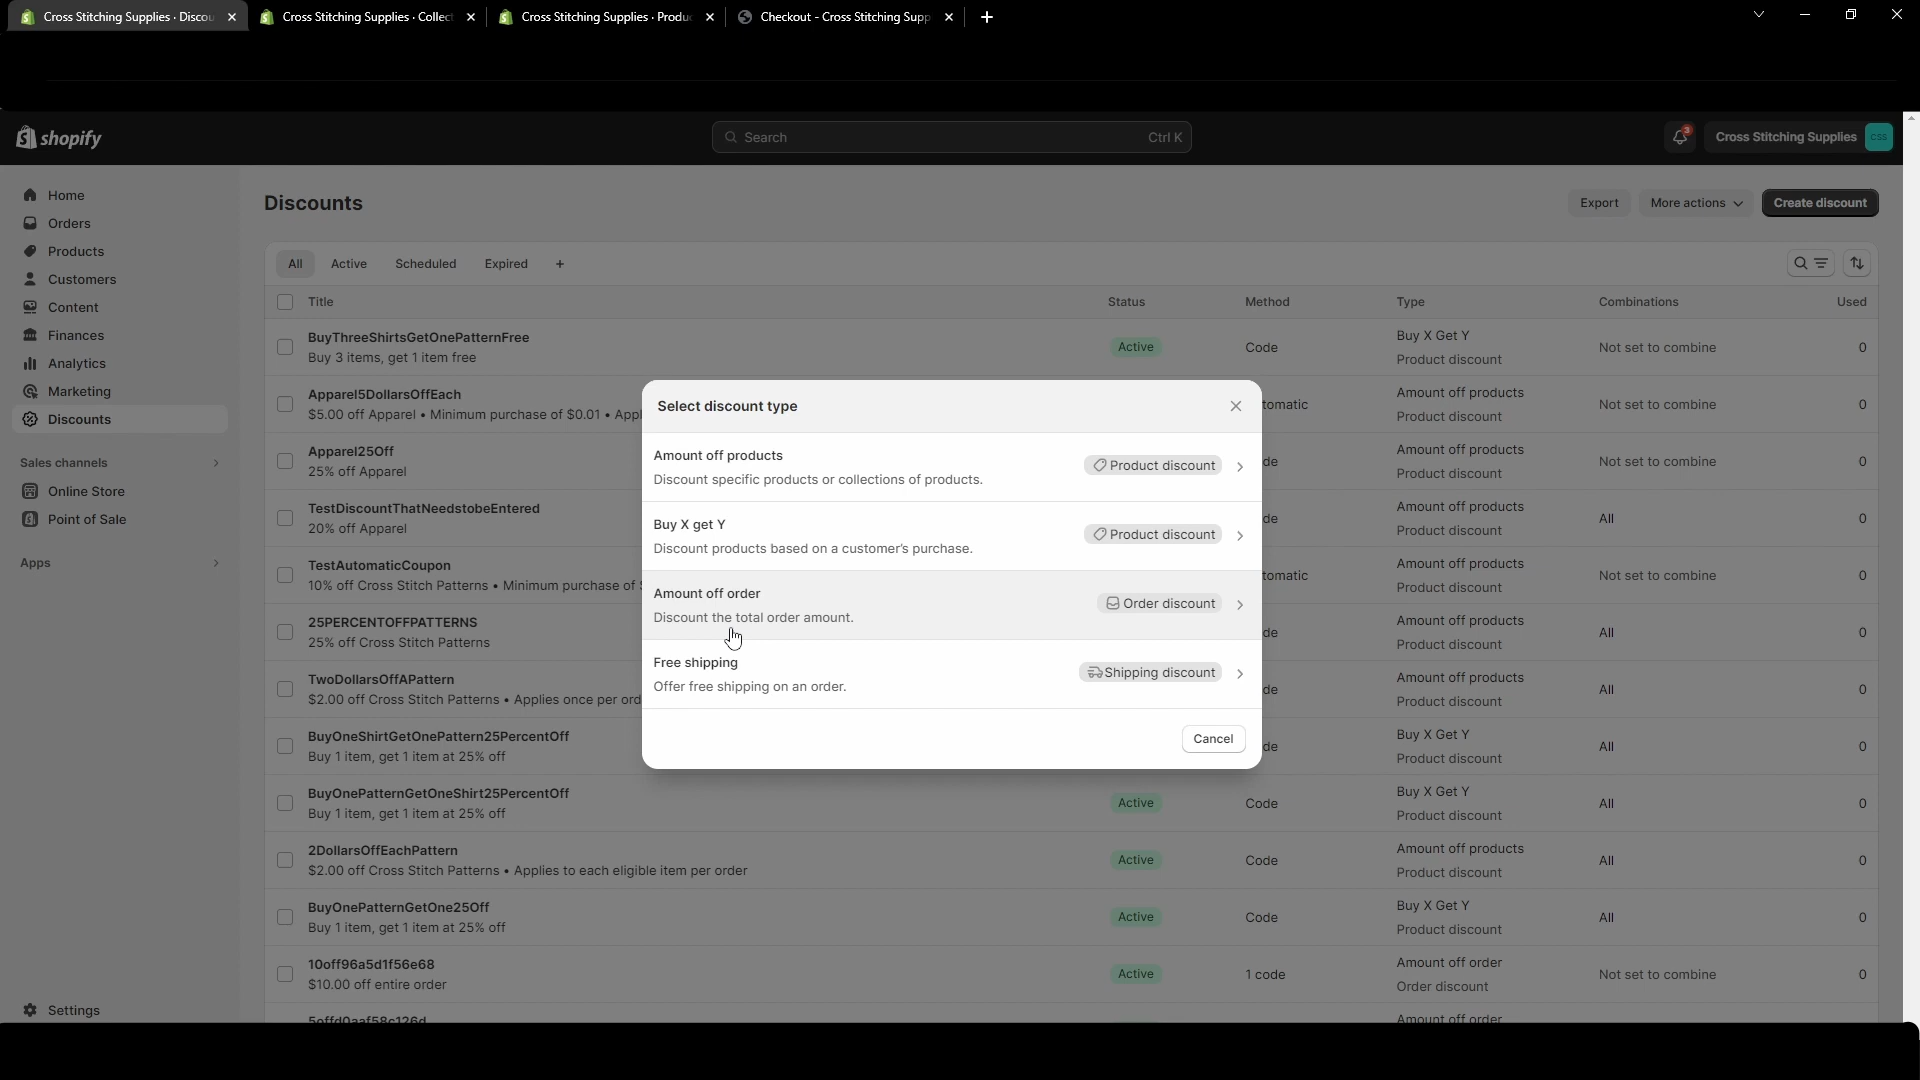 Cross Stitching Supplies · Discou
Cross Stitching Supplies · Collec
Cross Stitching Supplies · Produc
Checkout - Cross Stitching Supp
shopify
Search Ctrl K
3
Cross Stitching Supplies CSS
Home
Orders
Products
Customers
Content
Finances
Analytics
Marketing
Discounts
Sales channels
Online Store
Point of Sale
Apps
Settings
Discounts
Export More actions Create discount
All Active Scheduled Expired +
Title Status Method Type Combinations Used
BuyThreeShirtsGetOnePatternFree
Buy 3 items, get 1 item free
Active Code Buy X Get Y
Product discount
Not set to combine 0
Apparel5DollarsOffEach
$5.00 off Apparel • Minimum purchase of $0.01 • Appl
tomatic Amount off products
Product discount
Not set to combine 0
Apparel25Off
25% off Apparel
de Amount off products
Product discount
Not set to combine 0
TestDiscountThatNeedstobeEntered
20% off Apparel
de Amount off products
Product discount
All 0
TestAutomaticCoupon
10% off Cross Stitch Patterns • Minimum purchase of $
tomatic Amount off products
Product discount
Not set to combine 0
25PERCENTOFFPATTERNS
25% off Cross Stitch Patterns
de Amount off products
Product discount
All 0
TwoDollarsOffAPattern
$2.00 off Cross Stitch Patterns • Applies once per ord
de Amount off products
Product discount
All 0
BuyOneShirtGetOnePattern25PercentOff
Buy 1 item, get 1 item at 25% off
de Buy X Get Y
Product discount
All 0
BuyOnePatternGetOneShirt25PercentOff
Buy 1 item, get 1 item at 25% off
Active Code Buy X Get Y
Product discount
All 0
2DollarsOffEachPattern
$2.00 off Cross Stitch Patterns • Applies to each eligible item per order
Active Code Amount off products
Product discount
All 0
BuyOnePatternGetOne25Off
Buy 1 item, get 1 item at 25% off
Active Code Buy X Get Y
Product discount
All 0
10off96a5d1f56e68
$10.00 off entire order
Active 1 code Amount off order
Order discount
Not set to combine 0
5offd0aaf58c126d
Amount off order
Select discount type
Amount off products
Discount specific products or collections of products.
Product discount
Buy X get Y
Discount products based on a customer's purchase.
Product discount
Amount off order
Discount the total order amount.
Order discount
Free shipping
Offer free shipping on an order.
Shipping discount
Cancel